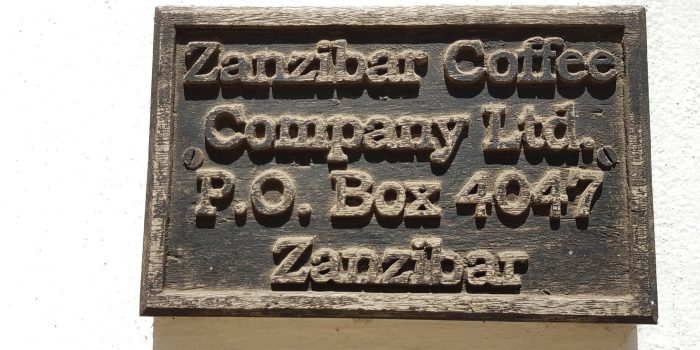 Zanzibar Coffee
Company Ltd.
P.O. Box 4047
Zanzibar